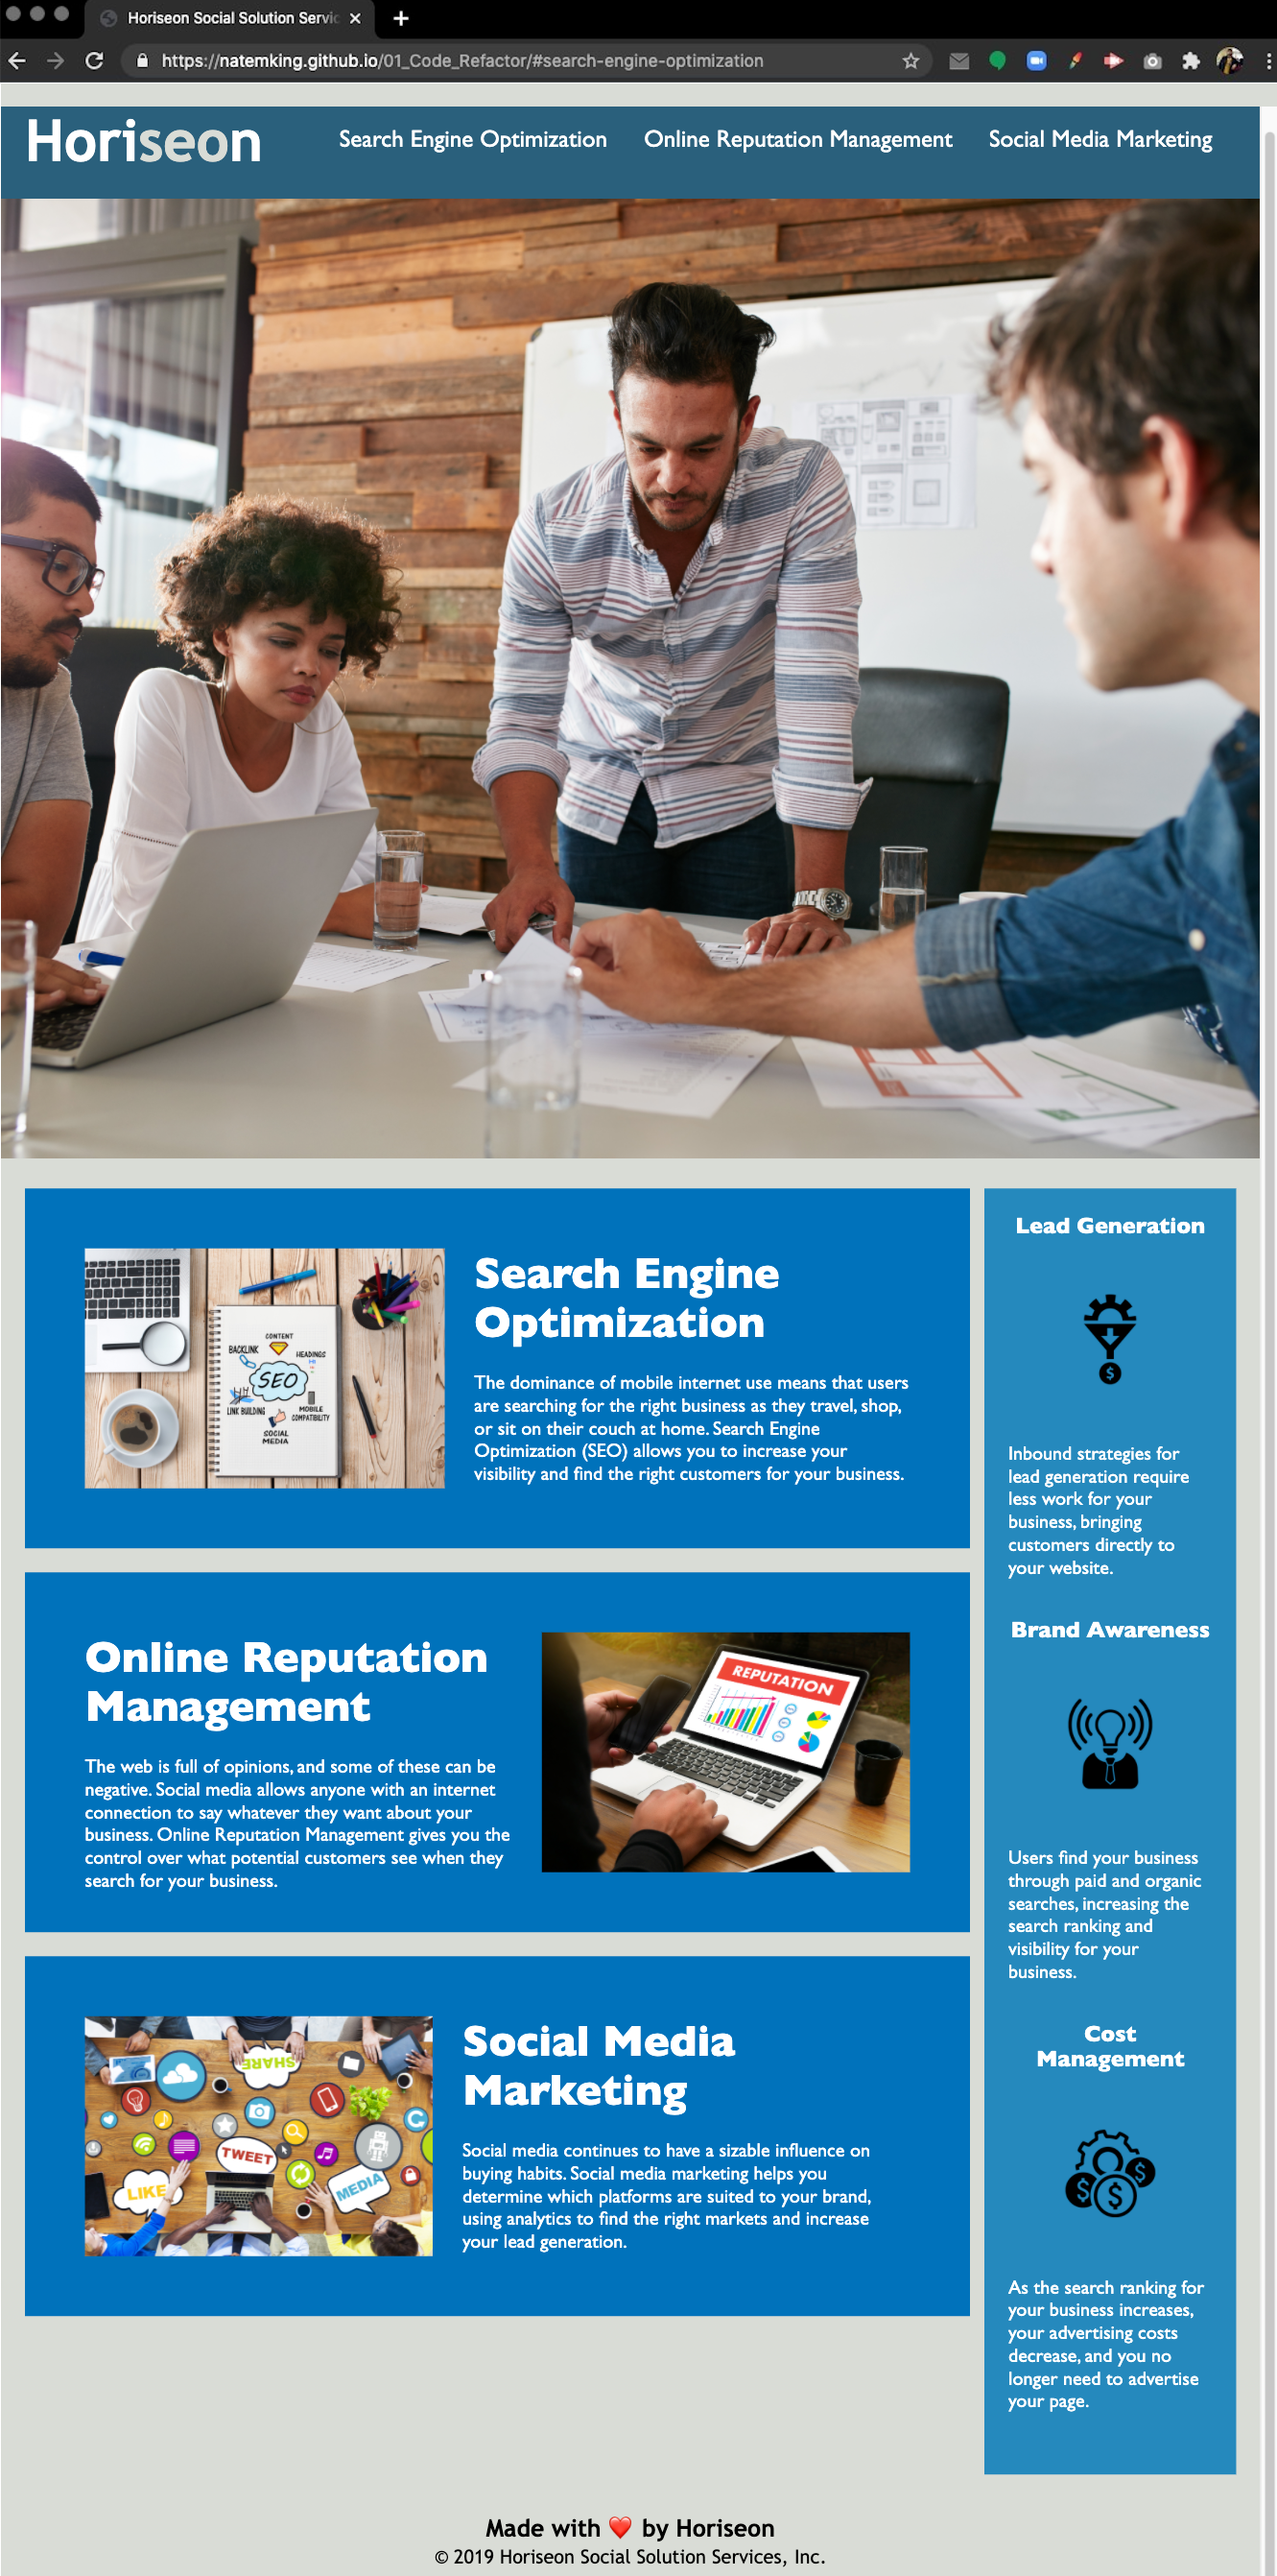 Horiseon Social Solution Servic
https://natemking.github.io/01_Code_Refactor/#search-engine-optimization
Horiseon
Search Engine Optimization
Online Reputation Management
Social Media Marketing
CONTENT
BACKLINK
HEADINGS
SEO
LINK BUILDING
MOBILE
COMPATIBILITY
SOCIAL
MEDIA
Search Engine
Optimization
The dominance of mobile internet use means that users
are searching for the right business as they travel, shop,
or sit on their couch at home. Search Engine
Optimization (SEO) allows you to increase your
visibility and find the right customers for your business.
Online Reputation
Management
The web is full of opinions, and some of these can be
negative. Social media allows anyone with an internet
connection to say whatever they want about your
business. Online Reputation Management gives you the
control over what potential customers see when they
search for your business.
REPUTATION
SHARE
TWEET
LIKE
MEDIA
Social Media
Marketing
Social media continues to have a sizable influence on
buying habits. Social media marketing helps you
determine which platforms are suited to your brand,
using analytics to find the right markets and increase
your lead generation.
Lead Generation
$
Inbound strategies for
lead generation require
less work for your
business, bringing
customers directly to
your website.
Brand Awareness
Users find your business
through paid and organic
searches, increasing the
search ranking and
visibility for your
business.
Cost
Management
$ $ $
As the search ranking for
your business increases,
your advertising costs
decrease, and you no
longer need to advertise
your page.
Made with ❤️ by Horiseon
© 2019 Horiseon Social Solution Services, Inc.